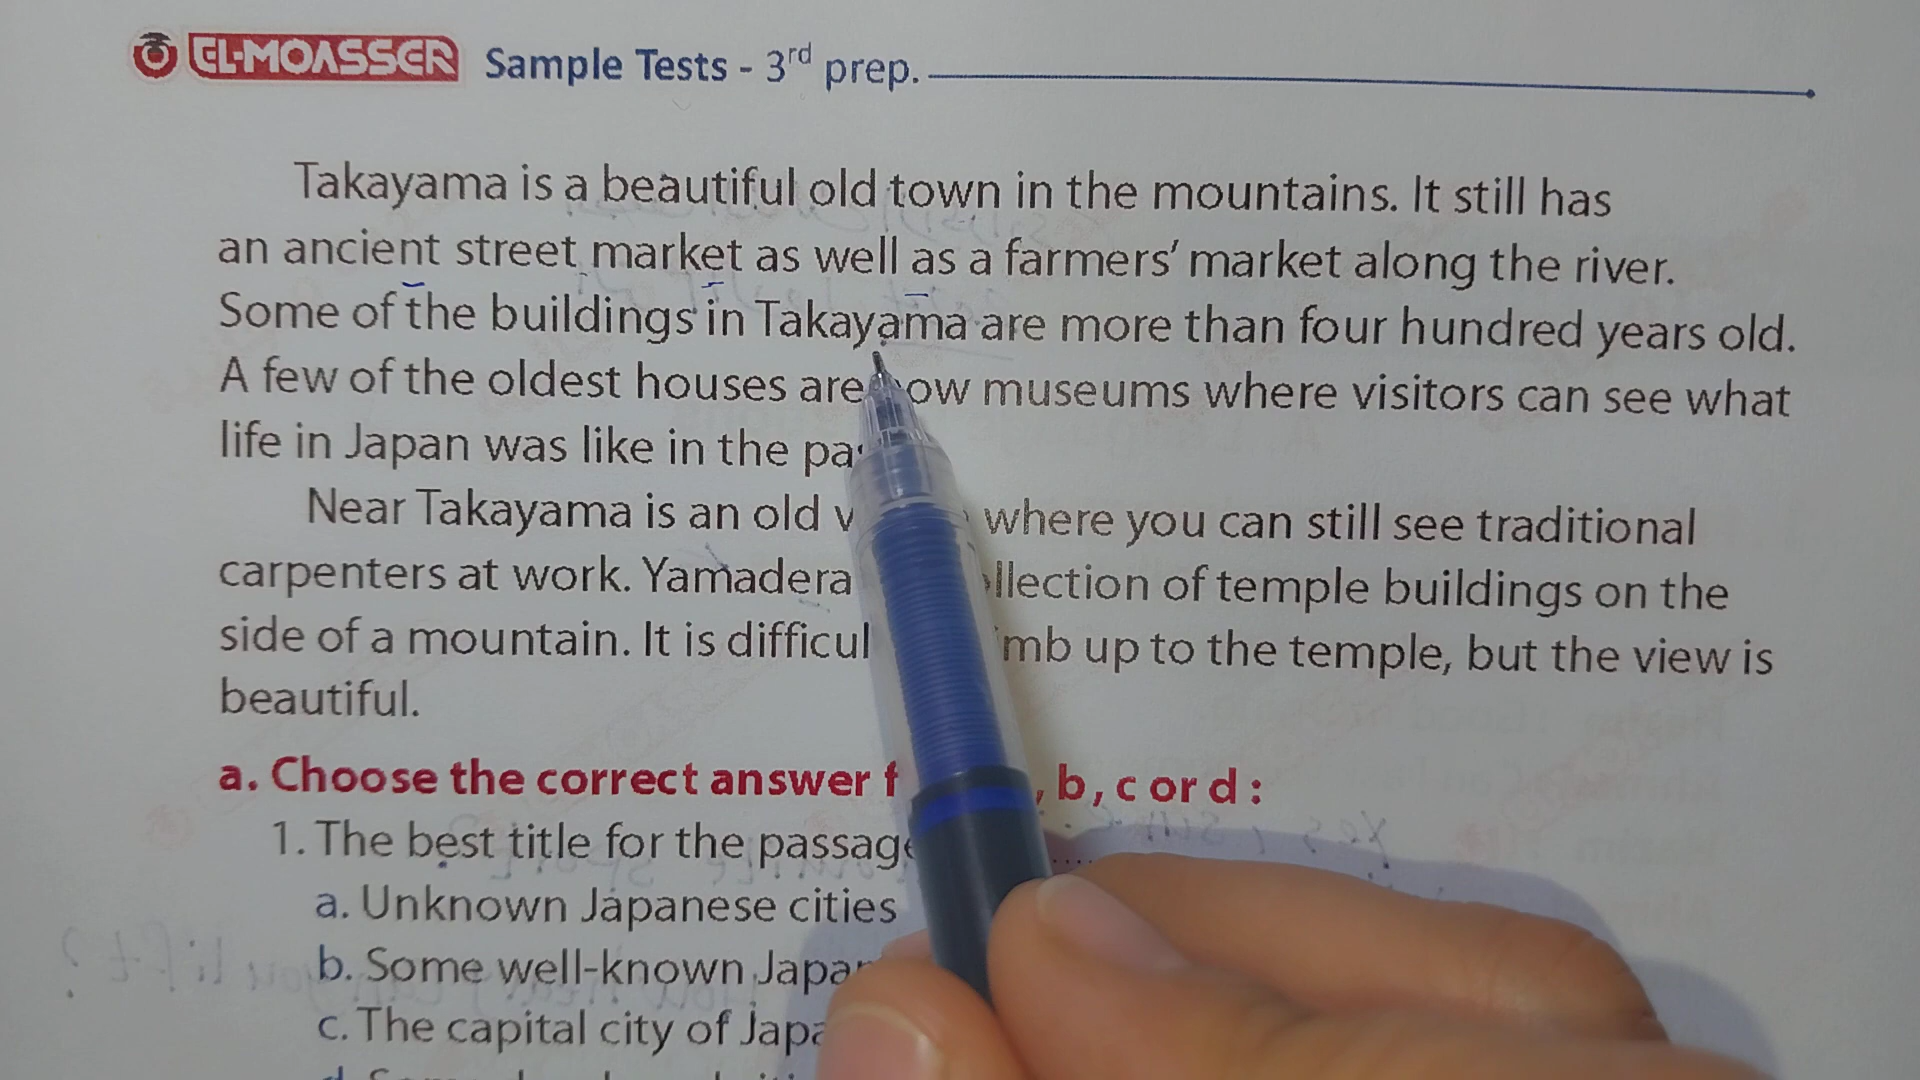 EL-MOASSER Sample Tests - 3rd prep.
Takayama is a beautiful old town in the mountains. It still has
an ancient street market as well as a farmers' market along the river.
Some of the buildings in Takayama are more than four hundred years old.
A few of the oldest houses are now museums where visitors can see what
life in Japan was like in the
Near Takayama is an old where you can still see traditional
carpenters at work. Yamadera of temple buildings on the
side of a mountain. It is up to the temple, but the view is
beautiful.
a. Choose the correct answer , b, c or d :
1. The best title for the
a. Unknown Japanese cities
b. Some well-known
c. The capital city of